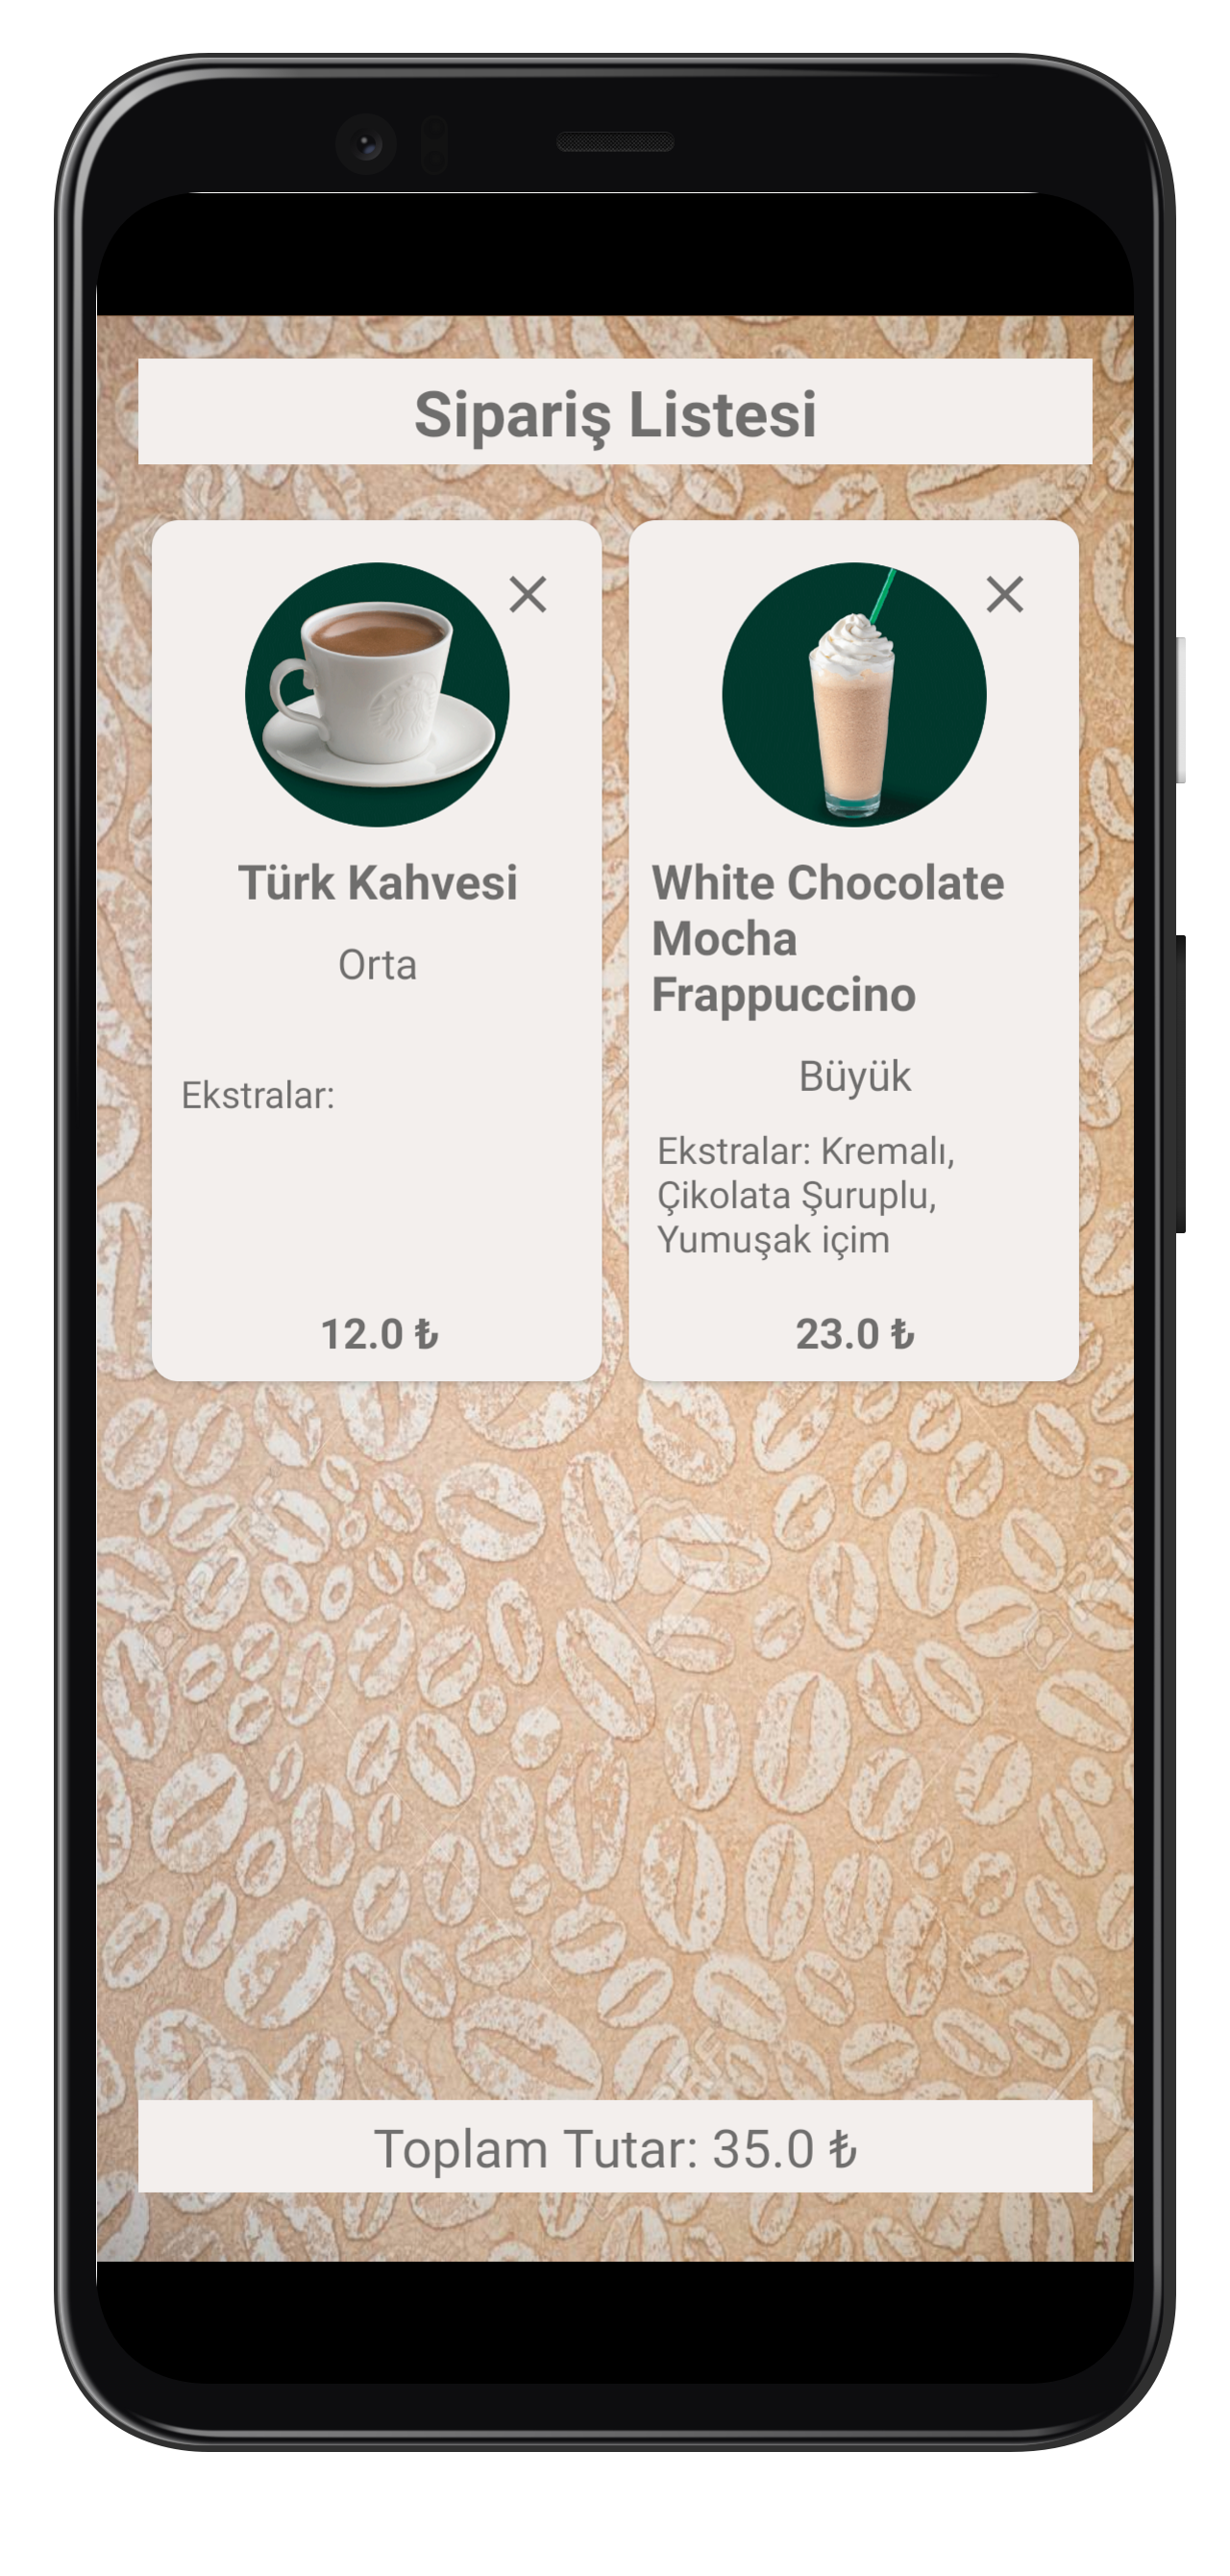 Sipariş Listesi
Türk Kahvesi
Orta
Ekstralar:
12.0 ₺
White Chocolate
Mocha
Frappuccino
Büyük
Ekstralar: Kremalı,
Çikolata Şuruplu,
Yumuşak içim
23.0 ₺
Toplam Tutar: 35.0 ₺